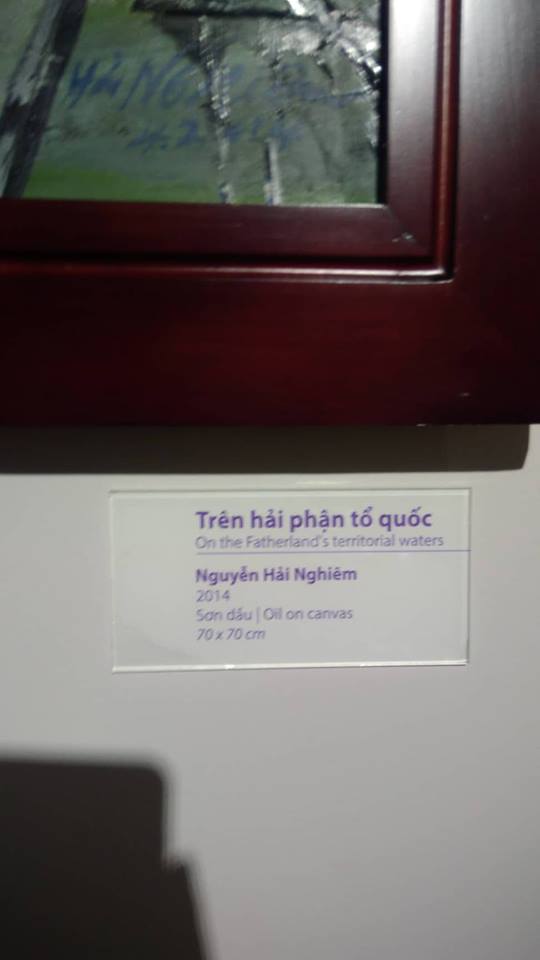 Trên hải phận tổ quốc
On the Fatherland's territorial waters
Nguyễn Hải Nghiêm
2014
Sơn dầu | Oil on canvas
70 x 70 cm